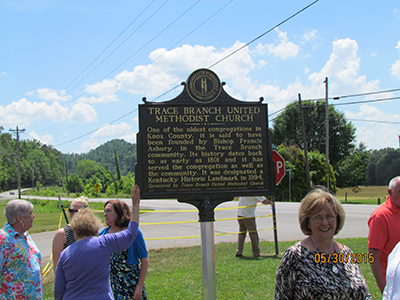 TRACE BRANCH UNITED
METHODIST CHURCH
One of the oldest congregations in
Knox County, it is said to have
been founded by Bishop Francis
Asbury in the Trace Branch
community. Its history dates back
to as early as 1801 and it has
served the congregation as well as
the community. It was designated a
Kentucky Historic Landmark in 1994.
Sponsored by Trace Branch United Methodist Church
05/30/2015